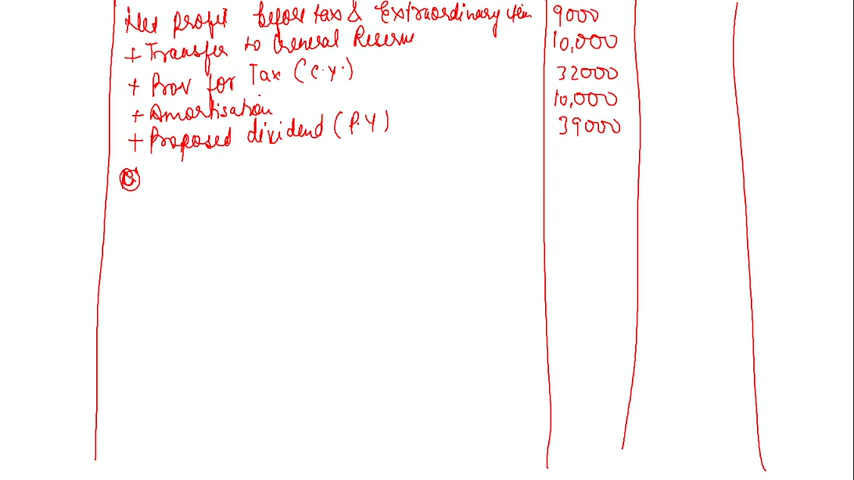 Net profit before tax & Extraordinary item 9000
+ Transfer to General Reserve 10,000
+ Prov for Tax (C.Y.) 32000
+ Amortisation 10,000
+ Proposed dividend (P.Y) 39000